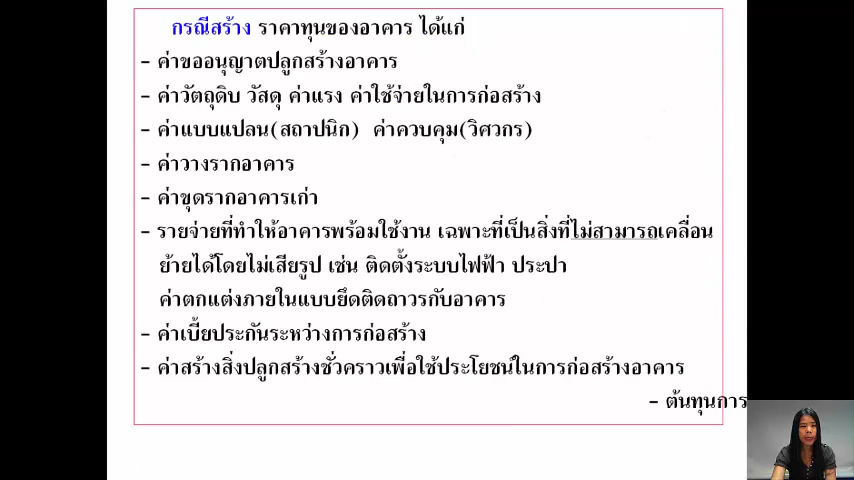 กรณีสร้าง ราคาทุนของอาคาร ได้แก่
- ค่าขออนุญาตปลูกสร้างอาคาร
- ค่าวัตถุดิบ วัสดุ ค่าแรง ค่าใช้จ่ายในการก่อสร้าง
- ค่าแบบแปลน(สถาปนิก) ค่าควบคุม(วิศวกร)
- ค่าวางรากอาคาร
- ค่าขุดรากอาคารเก่า
- รายจ่ายที่ทำให้อาคารพร้อมใช้งาน เฉพาะที่เป็นสิ่งที่ไม่สามารถเคลื่อน
ย้ายได้โดยไม่เสียรูป เช่น ติดตั้งระบบไฟฟ้า ประปา
ค่าตกแต่งภายในแบบยึดติดถาวรกับอาคาร
- ค่าเบี้ยประกันระหว่างการก่อสร้าง
- ค่าสร้างสิ่งปลูกสร้างชั่วคราวเพื่อใช้ประโยชน์ในการก่อสร้างอาคาร
- ต้นทุนการ